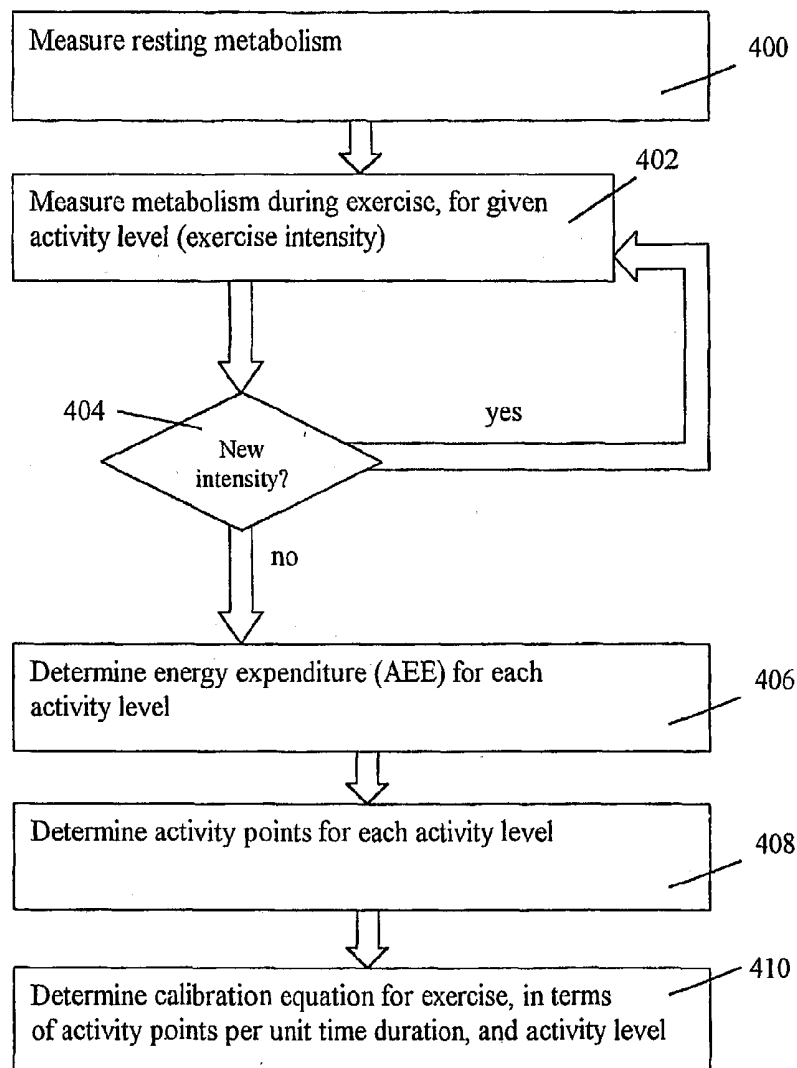 Measure resting metabolism
400
402
Measure metabolism during exercise, for given
activity level (exercise intensity)
404
yes
New
intensity?
no
Determine energy expenditure (AEE) for each
activity level
406
Determine activity points for each activity level
408
410
Determine calibration equation for exercise, in terms
of activity points per unit time duration, and activity level